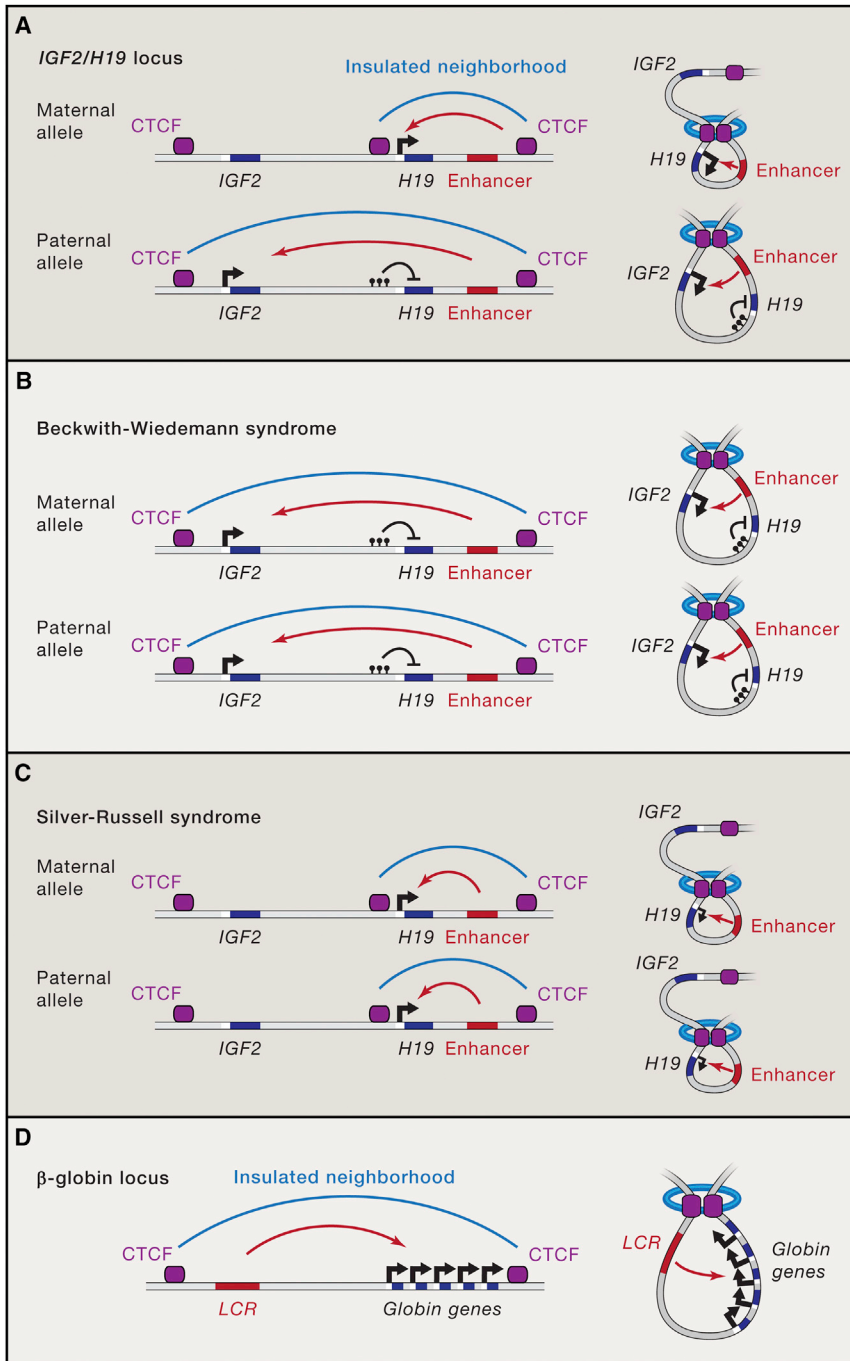 A
IGF2/H19 locus
Insulated neighborhood
Maternal
allele
CTCF
CTCF
IGF2
H19
Enhancer
IGF2
H19
Enhancer
Paternal
allele
CTCF
CTCF
IGF2
H19
Enhancer
Enhancer
IGF2
H19
B
Beckwith-Wiedemann syndrome
Maternal
allele
CTCF
CTCF
IGF2
H19
Enhancer
Enhancer
IGF2
H19
Paternal
allele
CTCF
CTCF
IGF2
H19
Enhancer
Enhancer
IGF2
H19
C
Silver-Russell syndrome
Maternal
allele
CTCF
CTCF
IGF2
H19
Enhancer
IGF2
H19
Enhancer
Paternal
allele
CTCF
CTCF
IGF2
H19
Enhancer
IGF2
H19
Enhancer
D
β-globin locus
Insulated neighborhood
CTCF
CTCF
LCR
Globin genes
LCR
Globin
genes